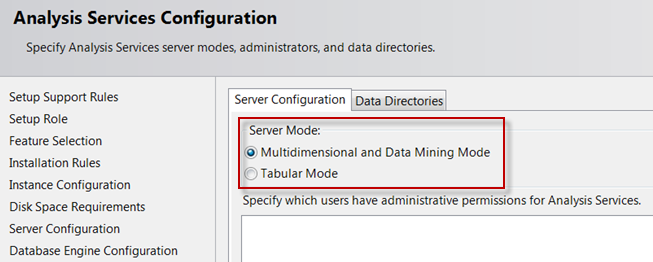 Analysis Services Configuration
Specify Analysis Services server modes, administrators, and data directories.
Setup Support Rules
Setup Role
Feature Selection
Installation Rules
Instance Configuration
Disk Space Requirements
Server Configuration
Database Engine Configuration
Server Configuration
Data Directories
Server Mode:
Multidimensional and Data Mining Mode
Tabular Mode
Specify which users have administrative permissions for Analysis Services.